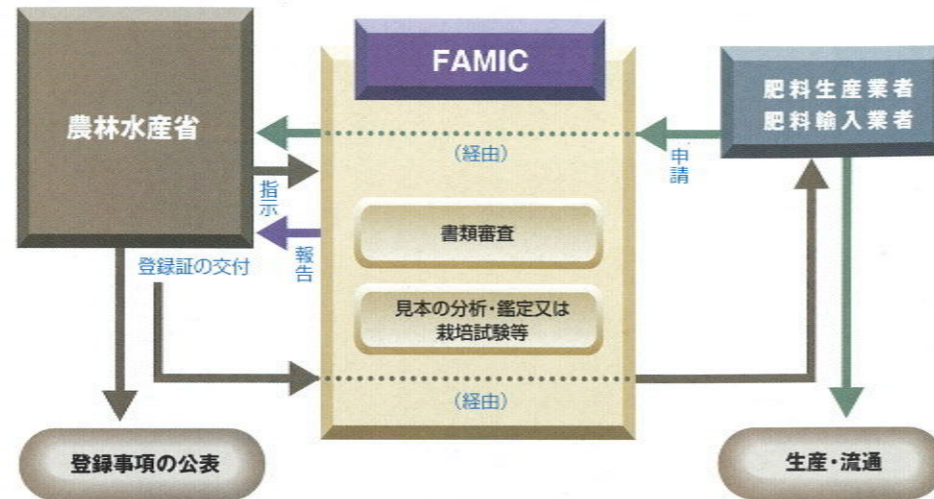 FAMIC
農林水産省
肥料生産業者
肥料輸入業者
(経由)
申請
指示
書類審査
報告
登録証の交付
見本の分析・鑑定又は
栽培試験等
(経由)
登録事項の公表
生産・流通